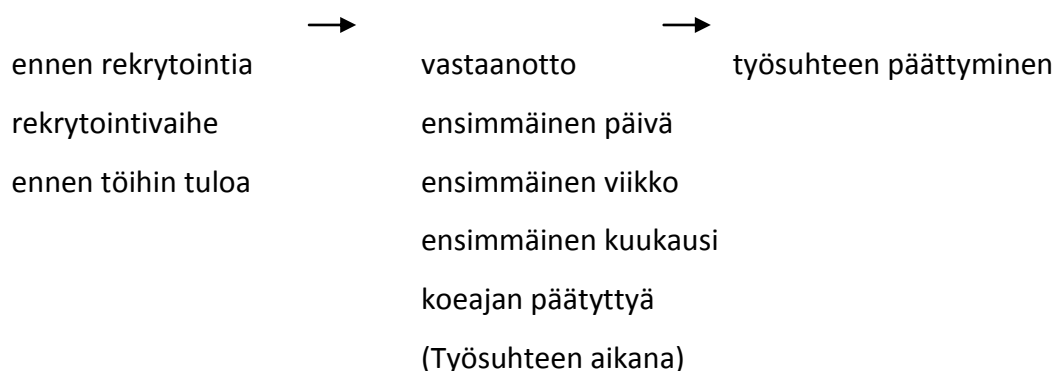 ennen rekrytointia vastaanotto työsuhteen päättyminen
rekrytointivaihe ensimmäinen päivä
ennen töihin tuloa ensimmäinen viikko
ensimmäinen kuukausi
koeajan päätyttyä
(Työsuhteen aikana)